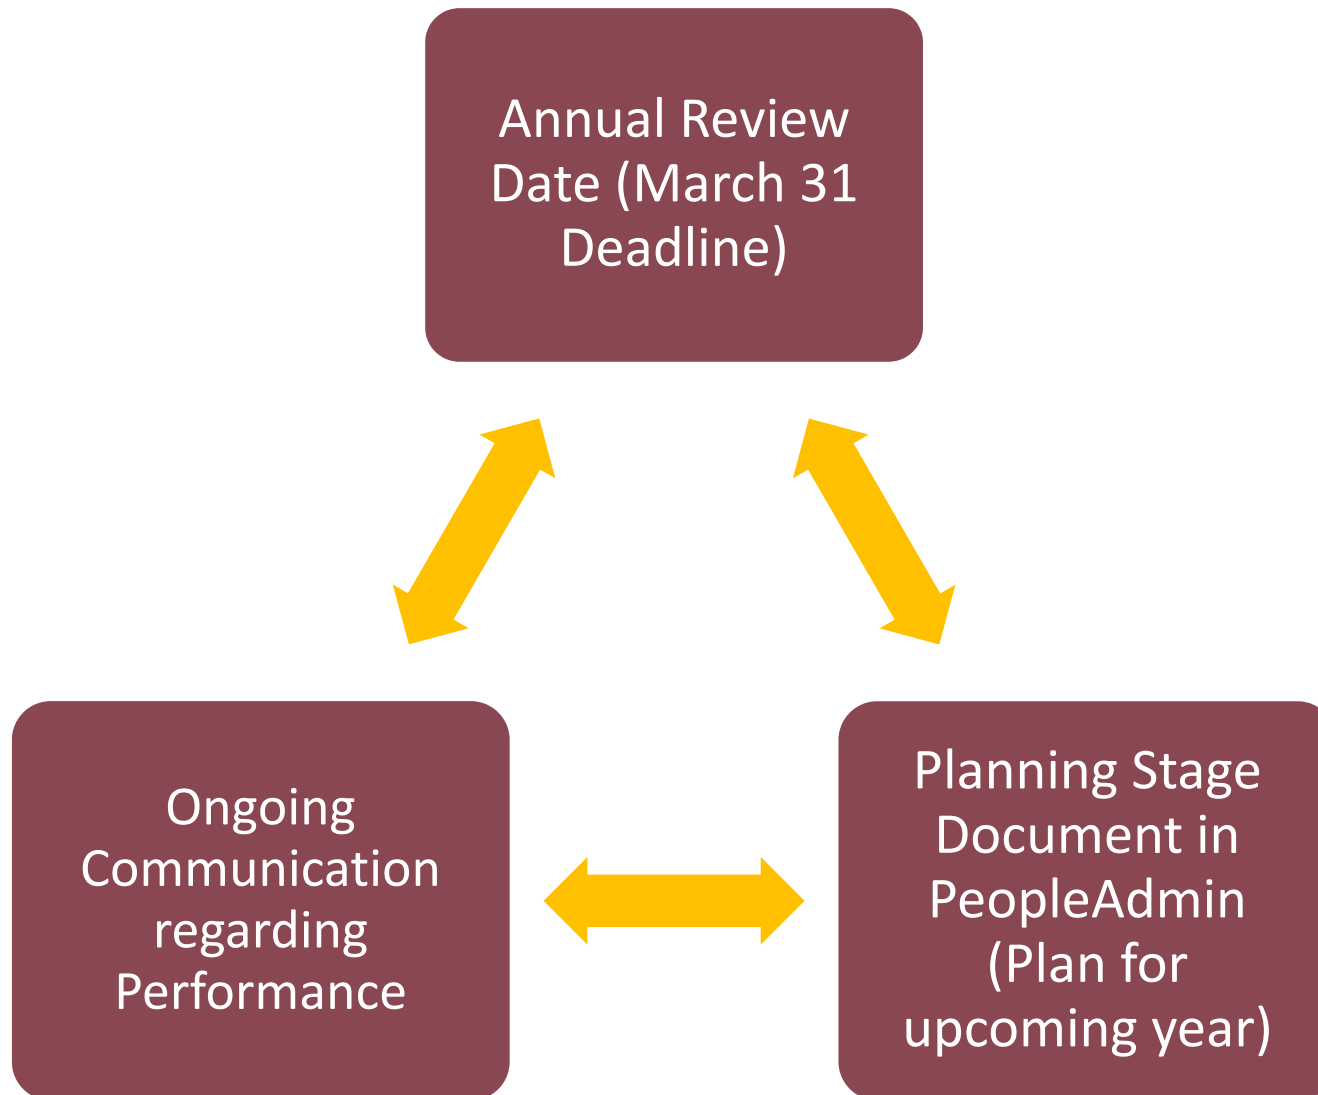 Annual Review
Date (March 31
Deadline)
Ongoing
Communication
regarding
Performance
Planning Stage
Document in
PeopleAdmin
(Plan for
upcoming year)